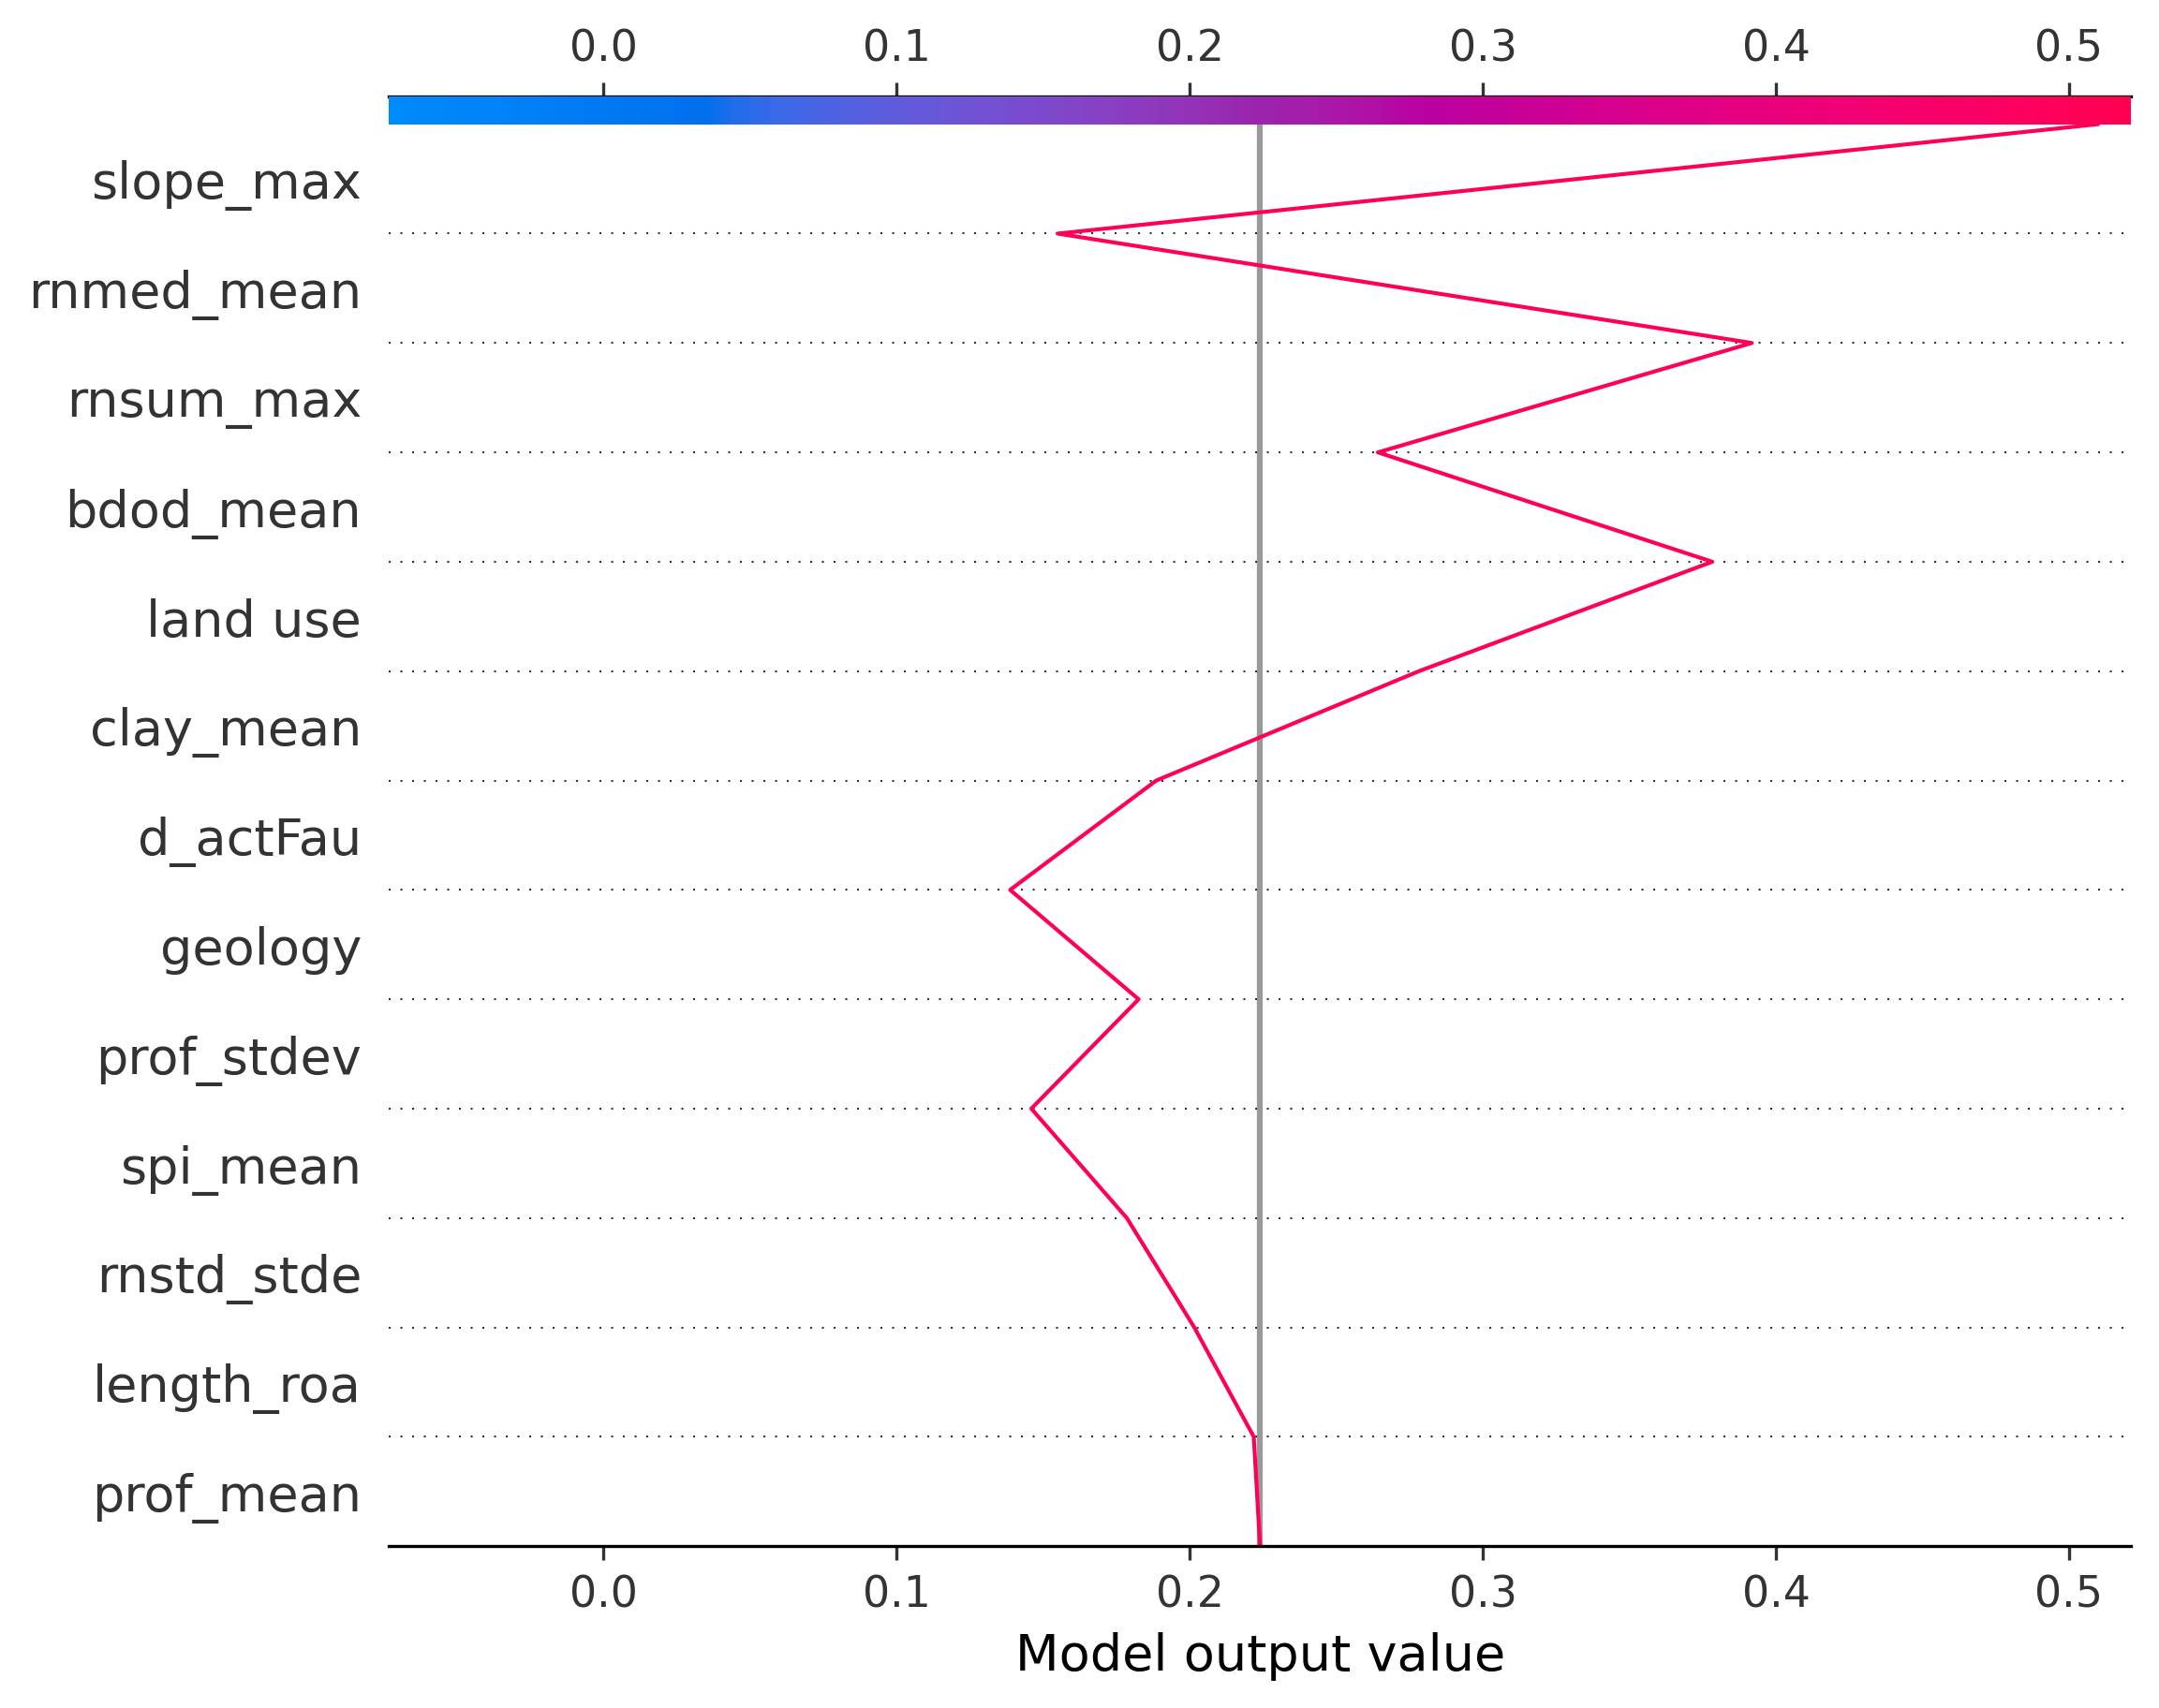 0.0 0.1 0.2 0.3 0.4 0.5
slope_max
rnmed_mean
rnsum_max
bdod_mean
land use
clay_mean
d_actFau
geology
prof_stdev
spi_mean
rnstd_stde
length_roa
prof_mean
0.0 0.1 0.2 0.3 0.4 0.5
Model output value